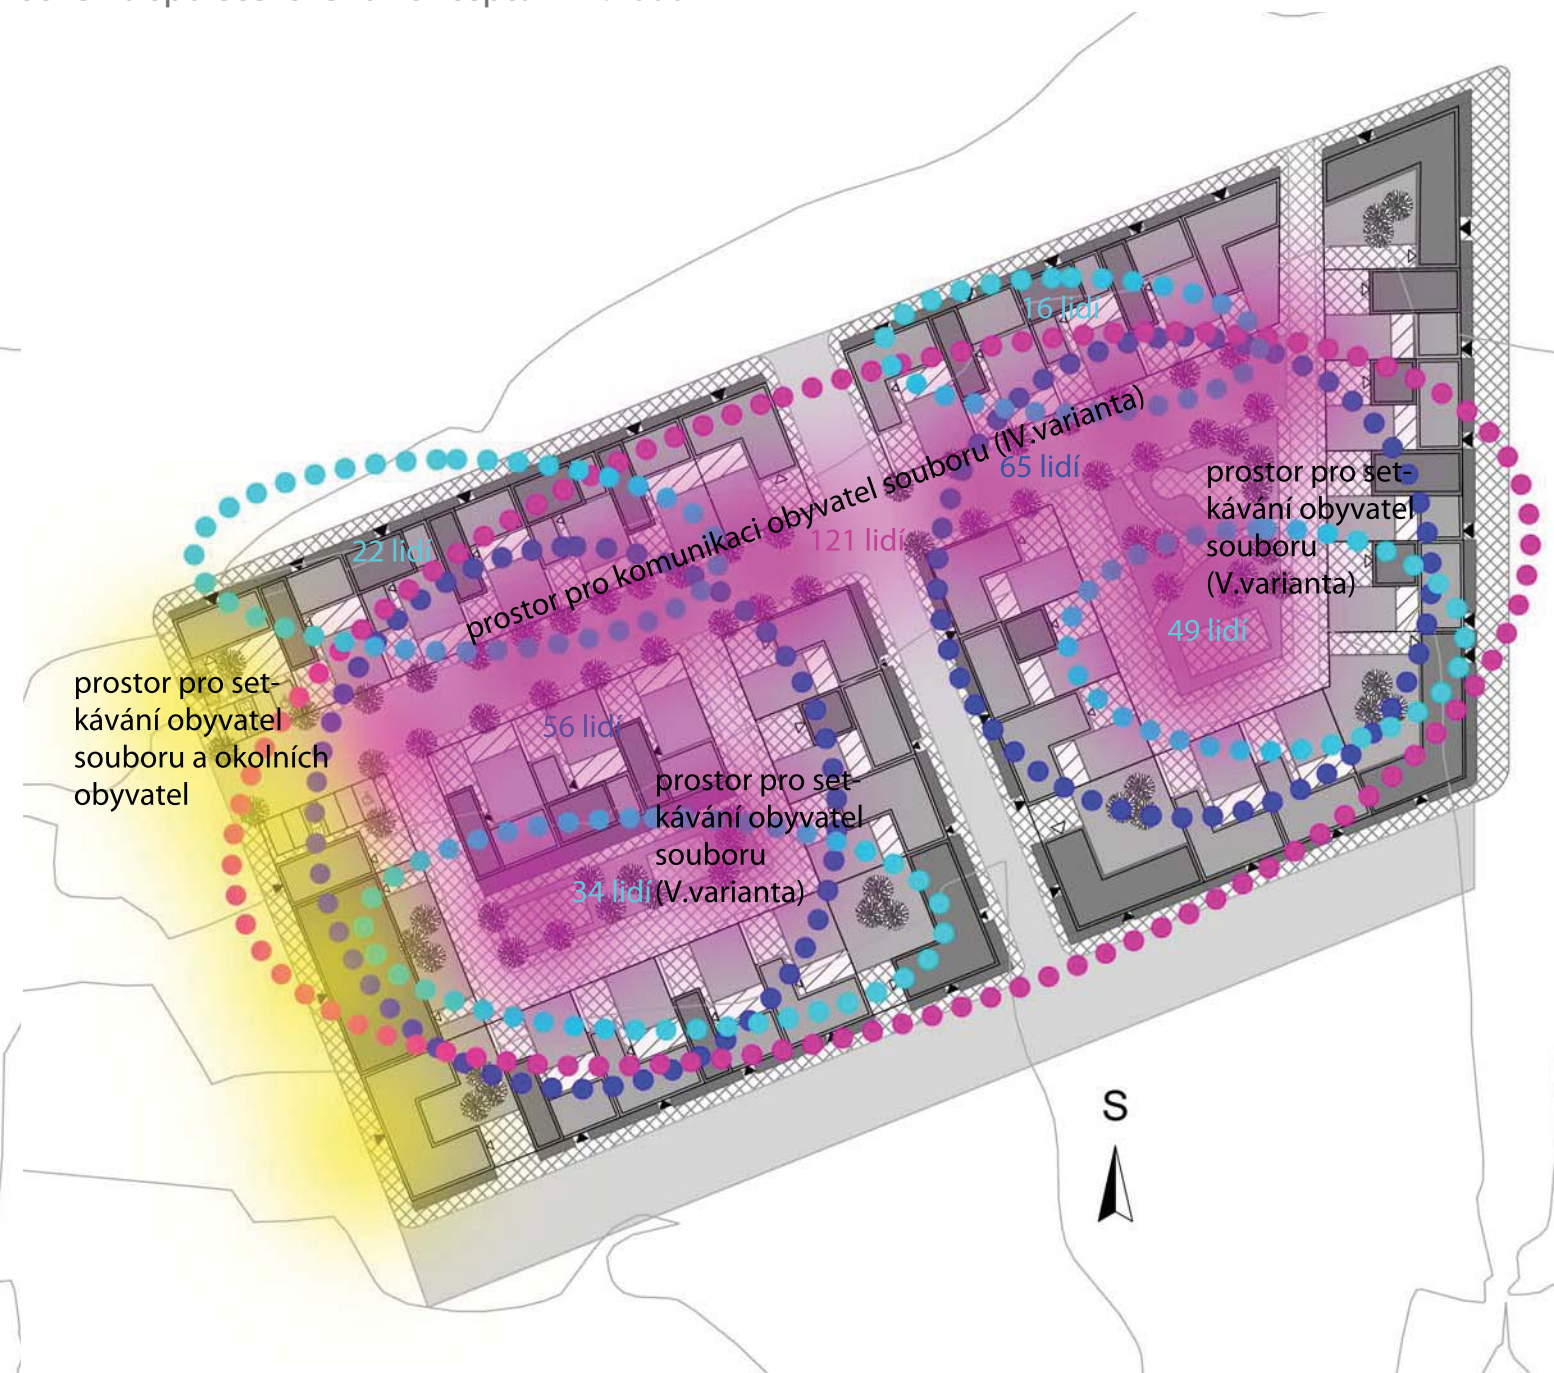 16 lidí
prostor pro komunikaci obyvatel souboru (IV.varianta)
65 lidí
prostor pro set-
kávání obyvatel
souboru
(V.varianta)
121 lidí
22 lidí
49 lidí
prostor pro set-
kávání obyvatel
souboru a okolních
obyvatel
56 lidí
prostor pro set-
kávání obyvatel
souboru
(V.varianta)
34 lidí
S